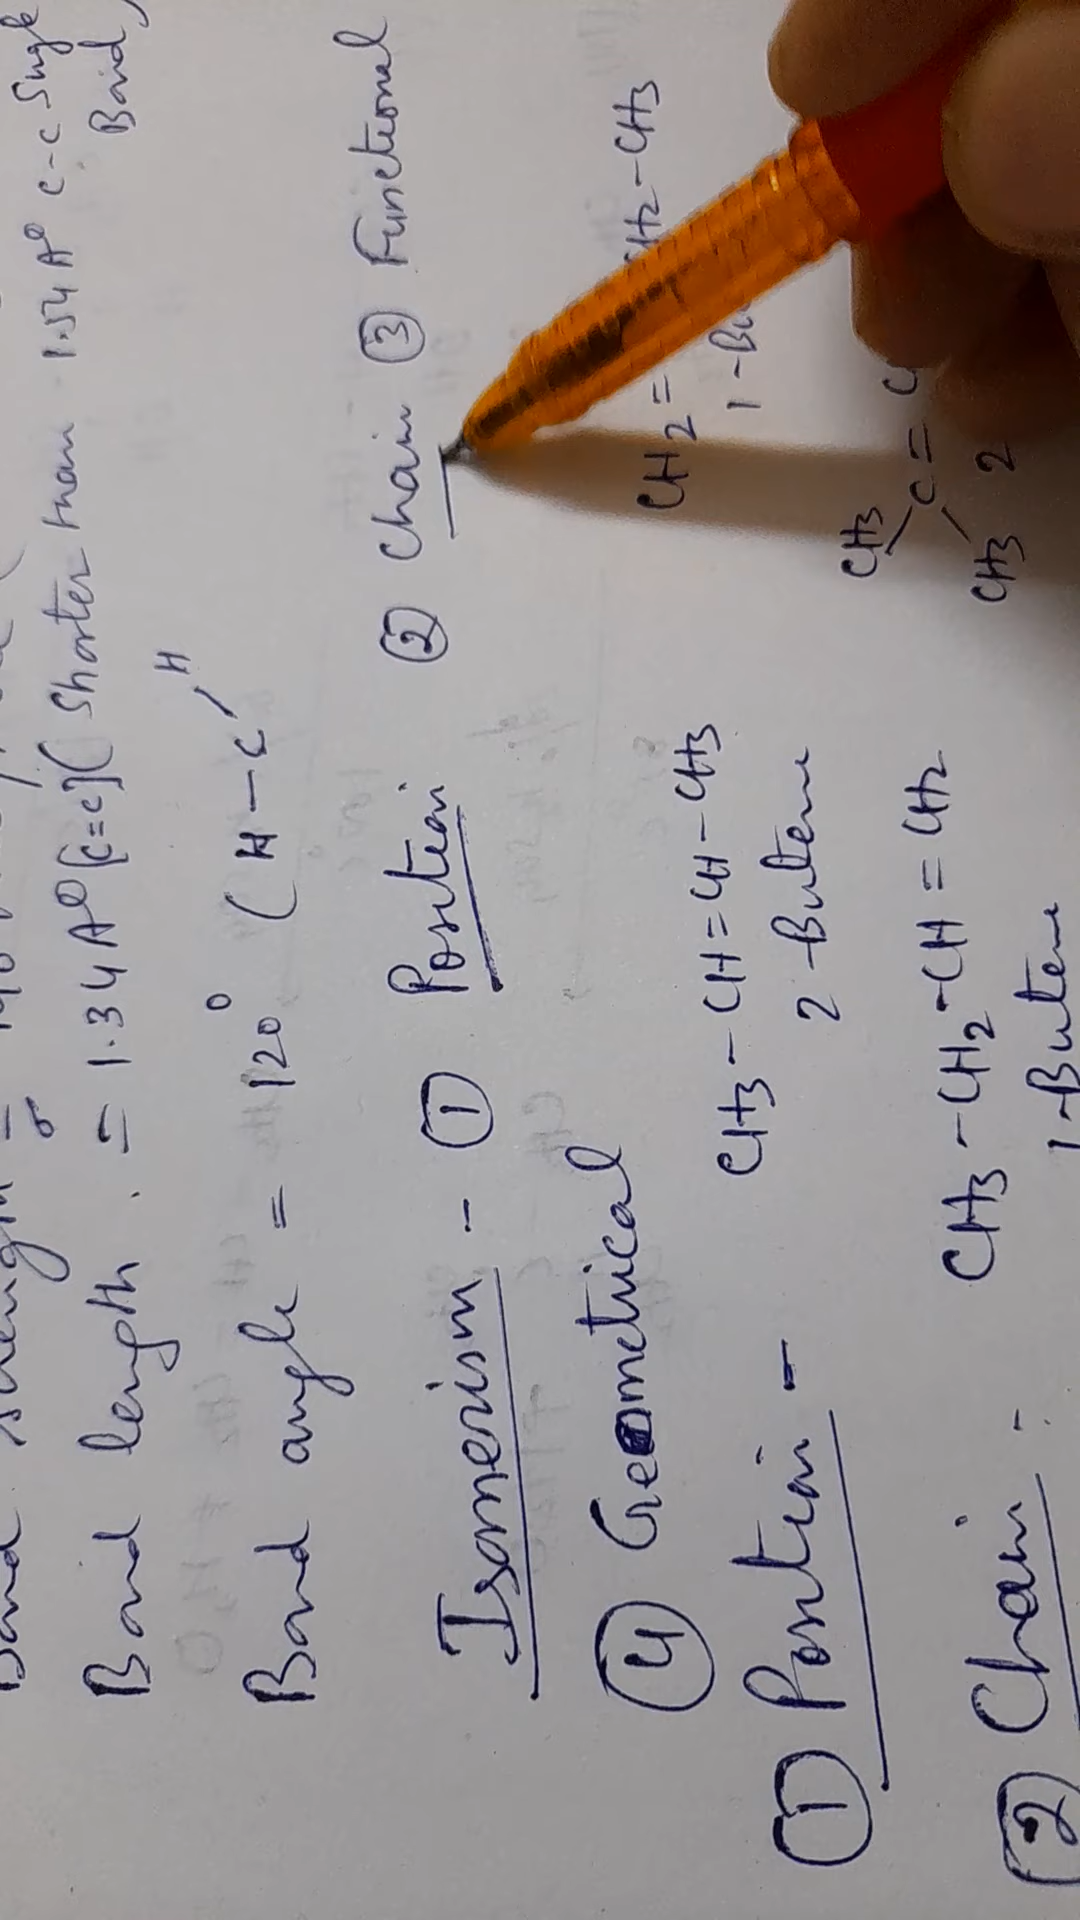 Bond length. = 1.34 A° [C=C] (Shorter than 1.54 A° C-C Single Bond)
Bond angle = 120° (H-C/H
Isomerism - ① Position ② Chain ③ Functional
④ Geometrical
① Position - CH3-CH=CH-CH3 CH2= CH2-CH3
2-Butene 1-Bu
② Chain - CH3-CH2-CH=CH2 CH3 C= CH3
1-Butene 2